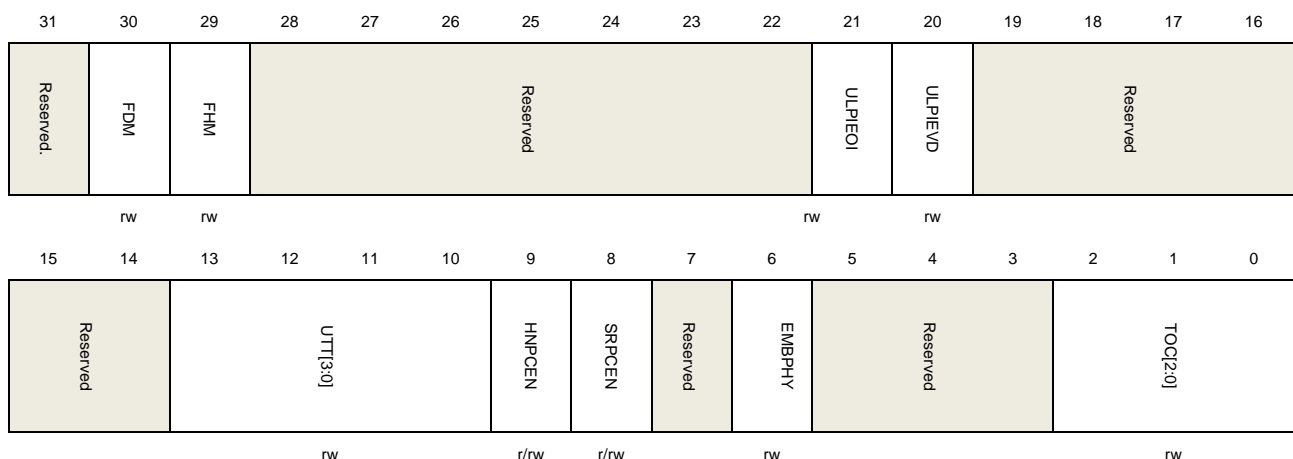 31 30 29 28 27 26 25 24 23 22 21 20 19 18 17 16
Reserved. FDM FHM Reserved ULPIEOI ULPIEVD Reserved
rw rw rw rw
15 14 13 12 11 10 9 8 7 6 5 4 3 2 1 0
Reserved UTT[3:0] HNPCEN SRPCEN Reserved EMBPHY Reserved TOC[2:0]
rw r/rw r/rw rw rw